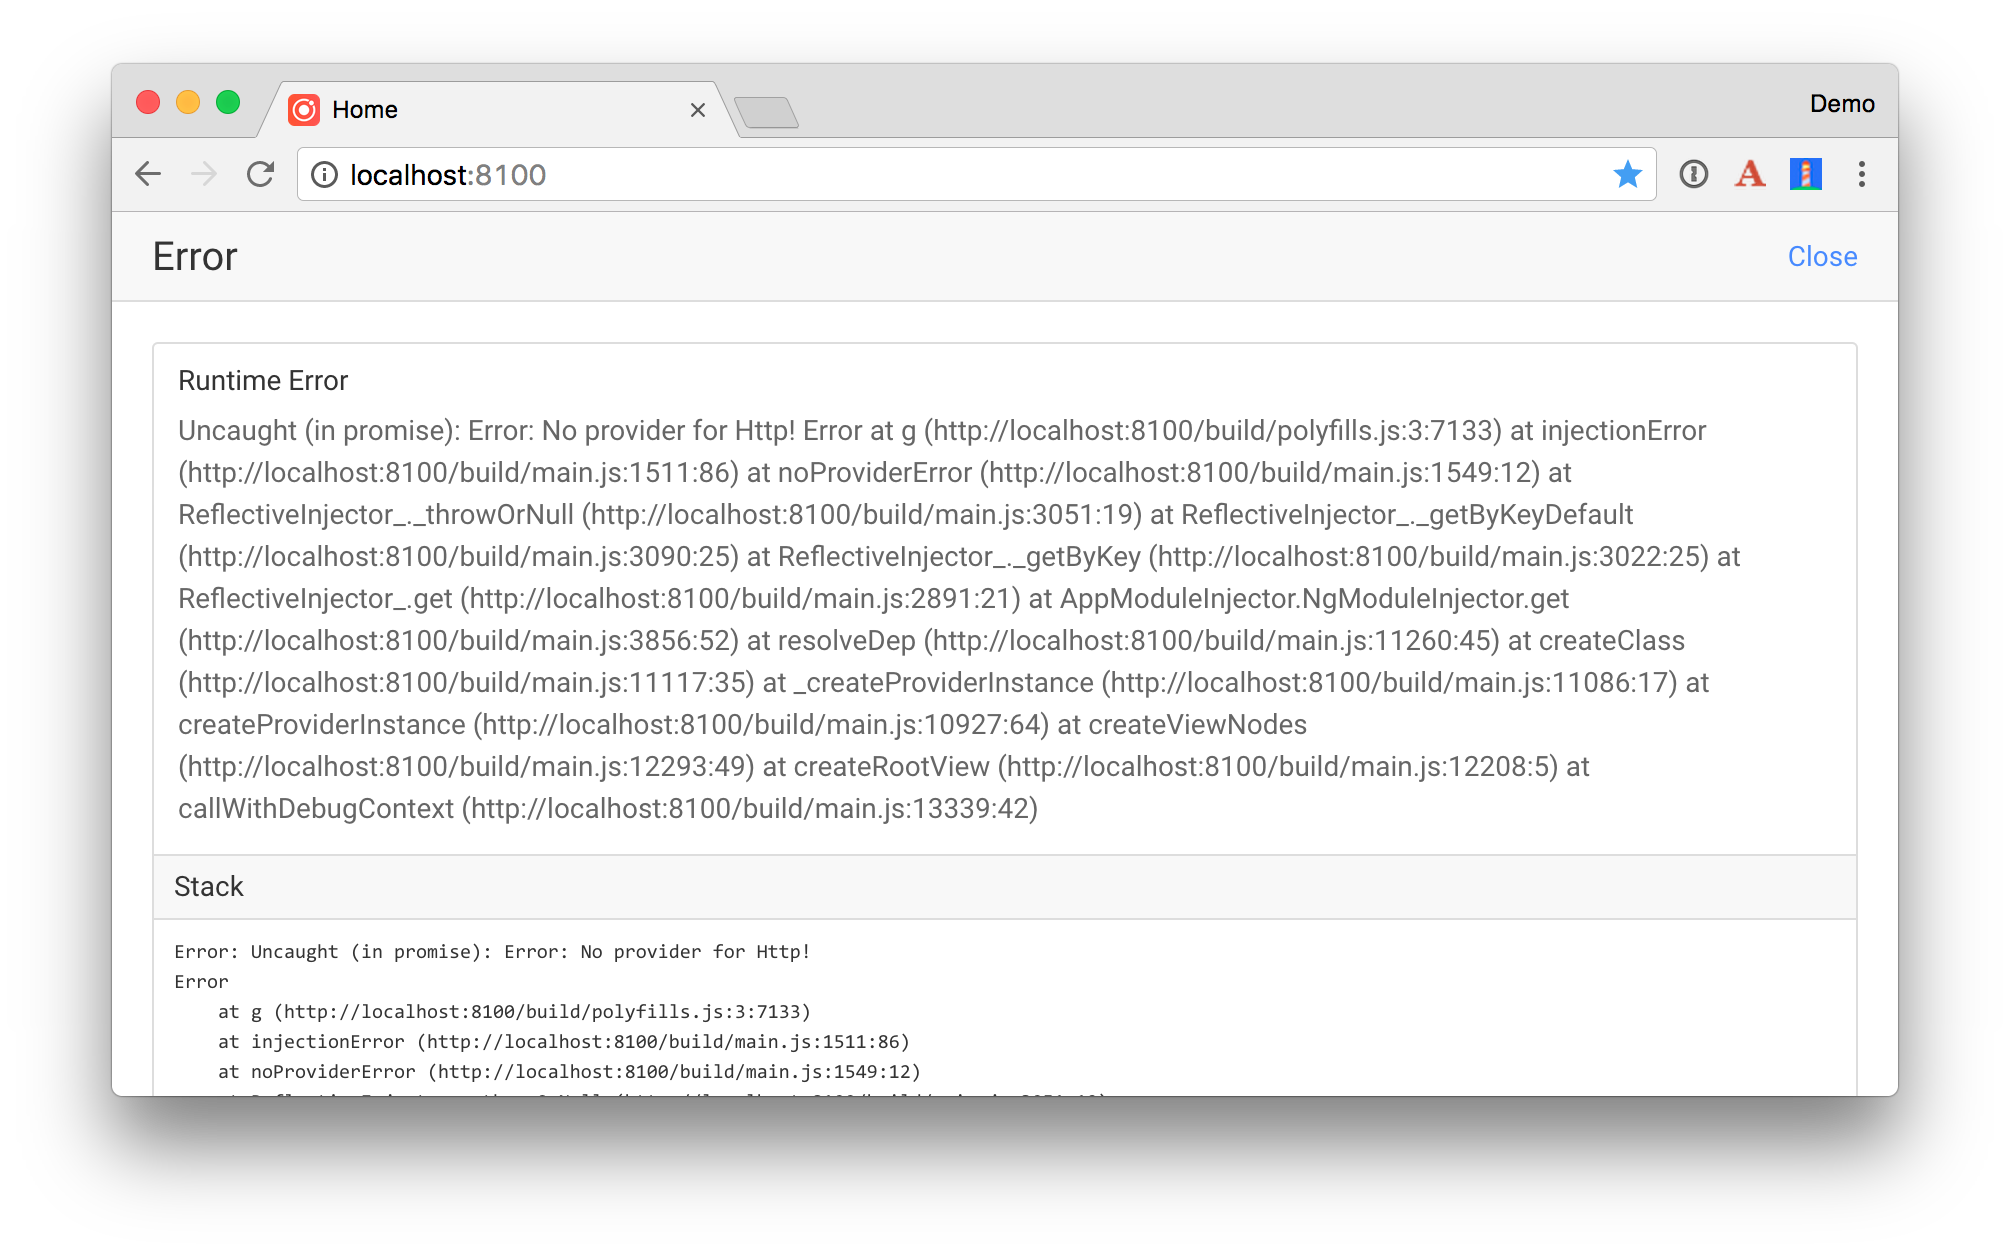 Home
Demo
localhost:8100
Error
Close
Runtime Error
Uncaught (in promise): Error: No provider for Http! Error at g (http://localhost:8100/build/polyfills.js:3:7133) at injectionError
(http://localhost:8100/build/main.js:1511:86) at noProviderError (http://localhost:8100/build/main.js:1549:12) at
ReflectiveInjector_._throwOrNull (http://localhost:8100/build/main.js:3051:19) at ReflectiveInjector_._getByKeyDefault
(http://localhost:8100/build/main.js:3090:25) at ReflectiveInjector_._getByKey (http://localhost:8100/build/main.js:3022:25) at
ReflectiveInjector_.get (http://localhost:8100/build/main.js:2891:21) at AppModuleInjector.NgModuleInjector.get
(http://localhost:8100/build/main.js:3856:52) at resolveDep (http://localhost:8100/build/main.js:11260:45) at createClass
(http://localhost:8100/build/main.js:11117:35) at _createProviderInstance (http://localhost:8100/build/main.js:11086:17) at
createProviderInstance (http://localhost:8100/build/main.js:10927:64) at createViewNodes
(http://localhost:8100/build/main.js:12293:49) at createRootView (http://localhost:8100/build/main.js:12208:5) at
callWithDebugContext (http://localhost:8100/build/main.js:13339:42)
Stack
Error: Uncaught (in promise): Error: No provider for Http!
Error
    at g (http://localhost:8100/build/polyfills.js:3:7133)
    at injectionError (http://localhost:8100/build/main.js:1511:86)
    at noProviderError (http://localhost:8100/build/main.js:1549:12)